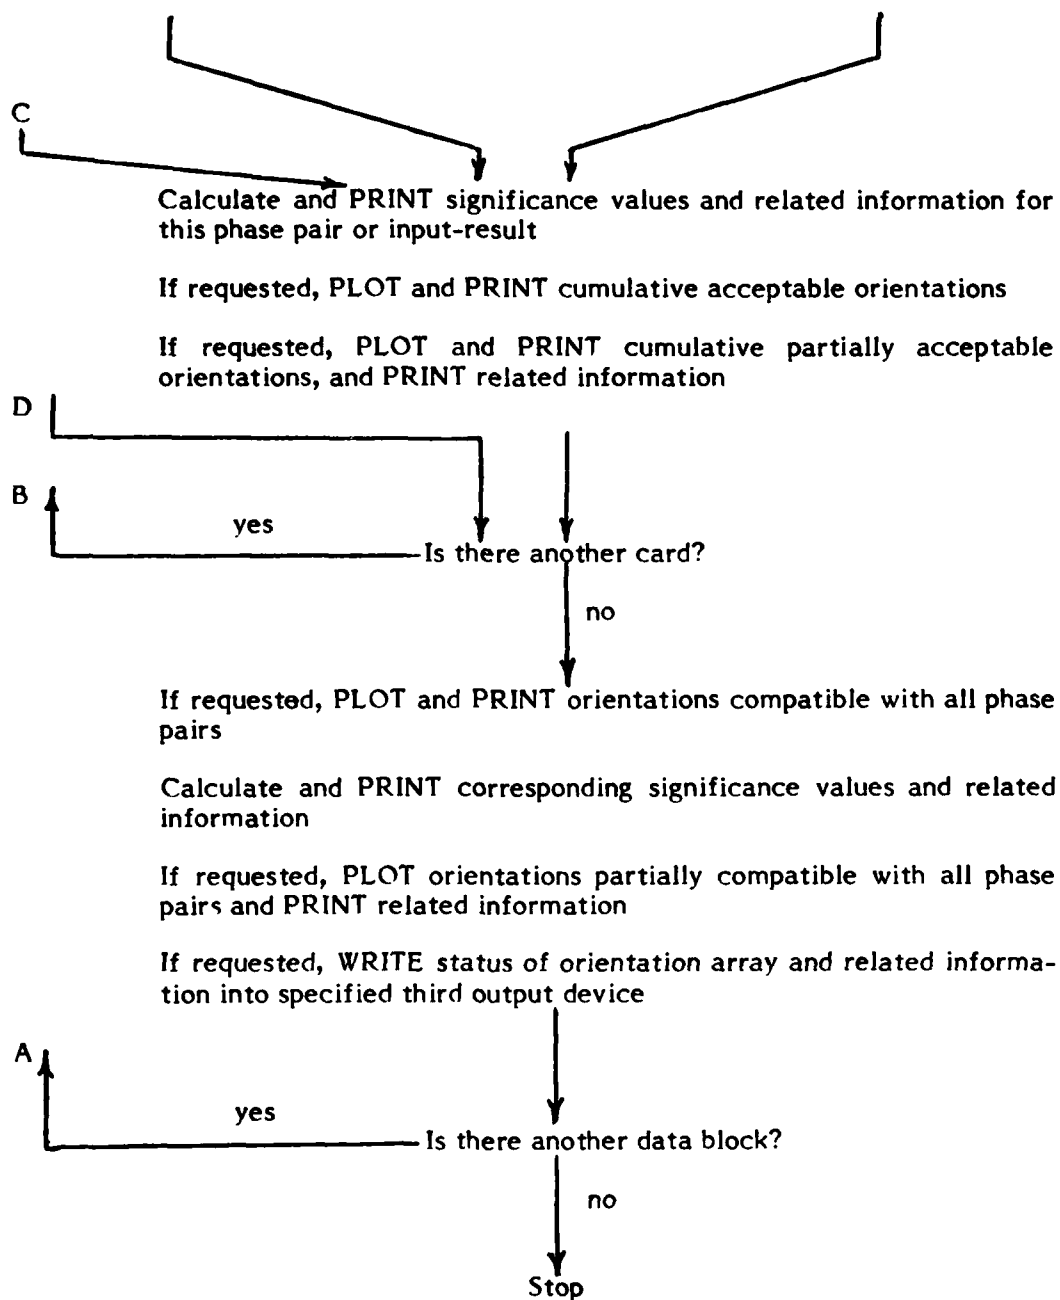 C
Calculate and PRINT significance values and related information for
this phase pair or input-result
If requested, PLOT and PRINT cumulative acceptable orientations
If requested, PLOT and PRINT cumulative partially acceptable
orientations, and PRINT related information
D
B
yes
Is there another card?
no
If requested, PLOT and PRINT orientations compatible with all phase
pairs
Calculate and PRINT corresponding significance values and related
information
If requested, PLOT orientations partially compatible with all phase
pairs and PRINT related information
If requested, WRITE status of orientation array and related informa-
tion into specified third output device
A
yes
Is there another data block?
no
Stop